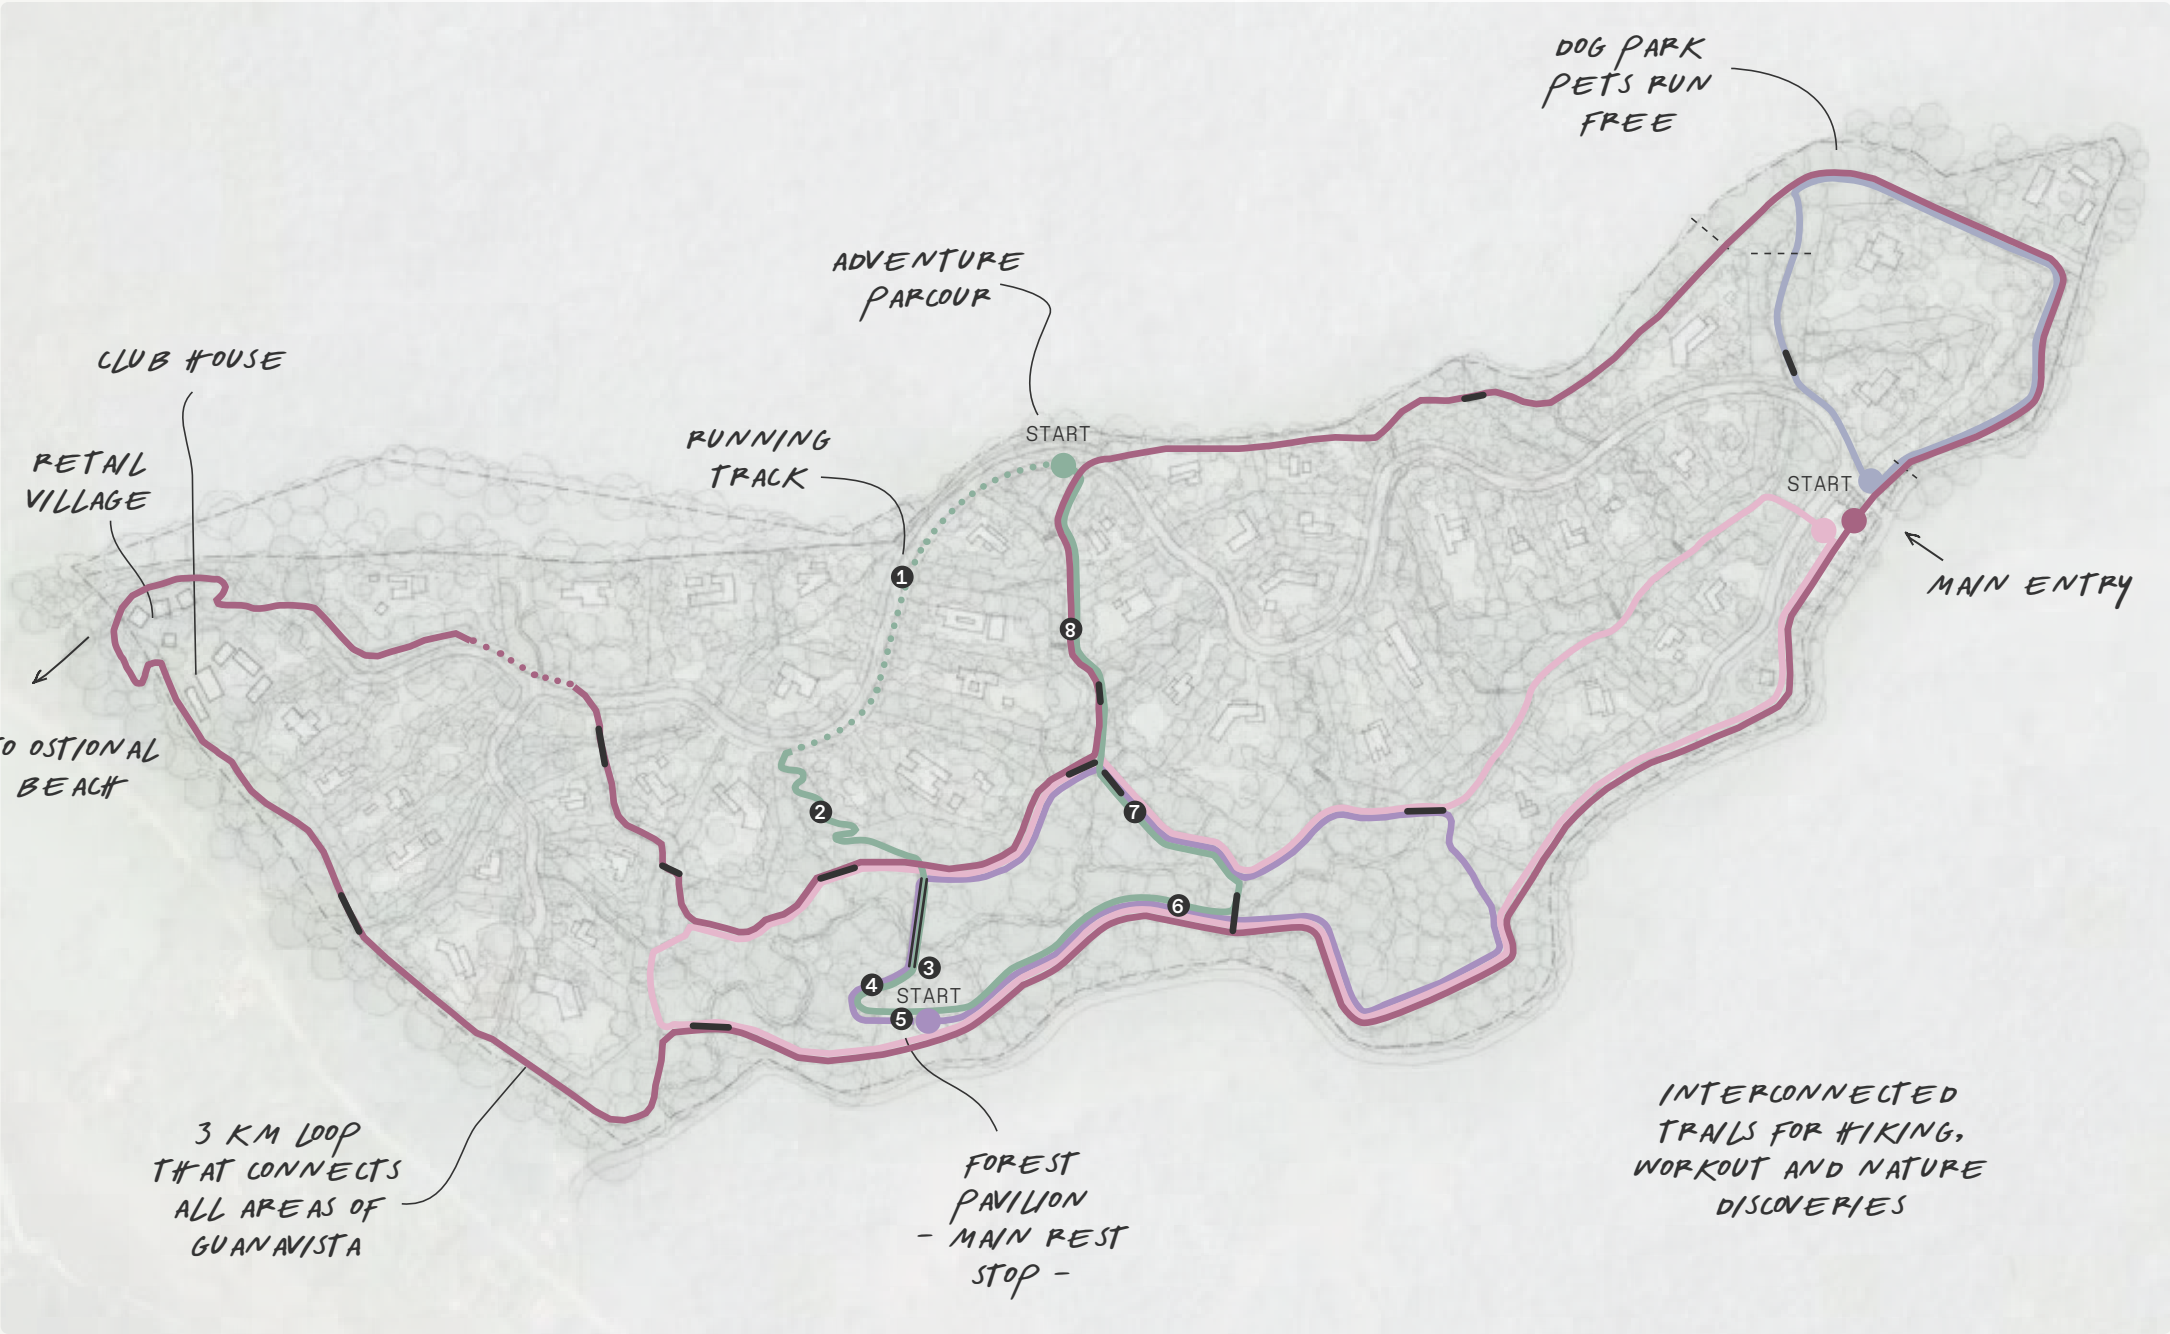 DOG PARK
PETS RUN
FREE
ADVENTURE
PARCOUR
CLUB HOUSE
START
RUNNING
TRACK
RETAIL
VILLAGE
START
1
MAIN ENTRY
8
TO OSTIONAL
BEACH
2
7
6
3
4
START
5
INTERCONNECTED
TRAILS FOR HIKING,
WORKOUT AND NATURE
DISCOVERIES
3 KM LOOP
THAT CONNECTS
ALL AREAS OF
GUANAVISTA
FOREST
PAVILION
- MAIN REST
STOP -